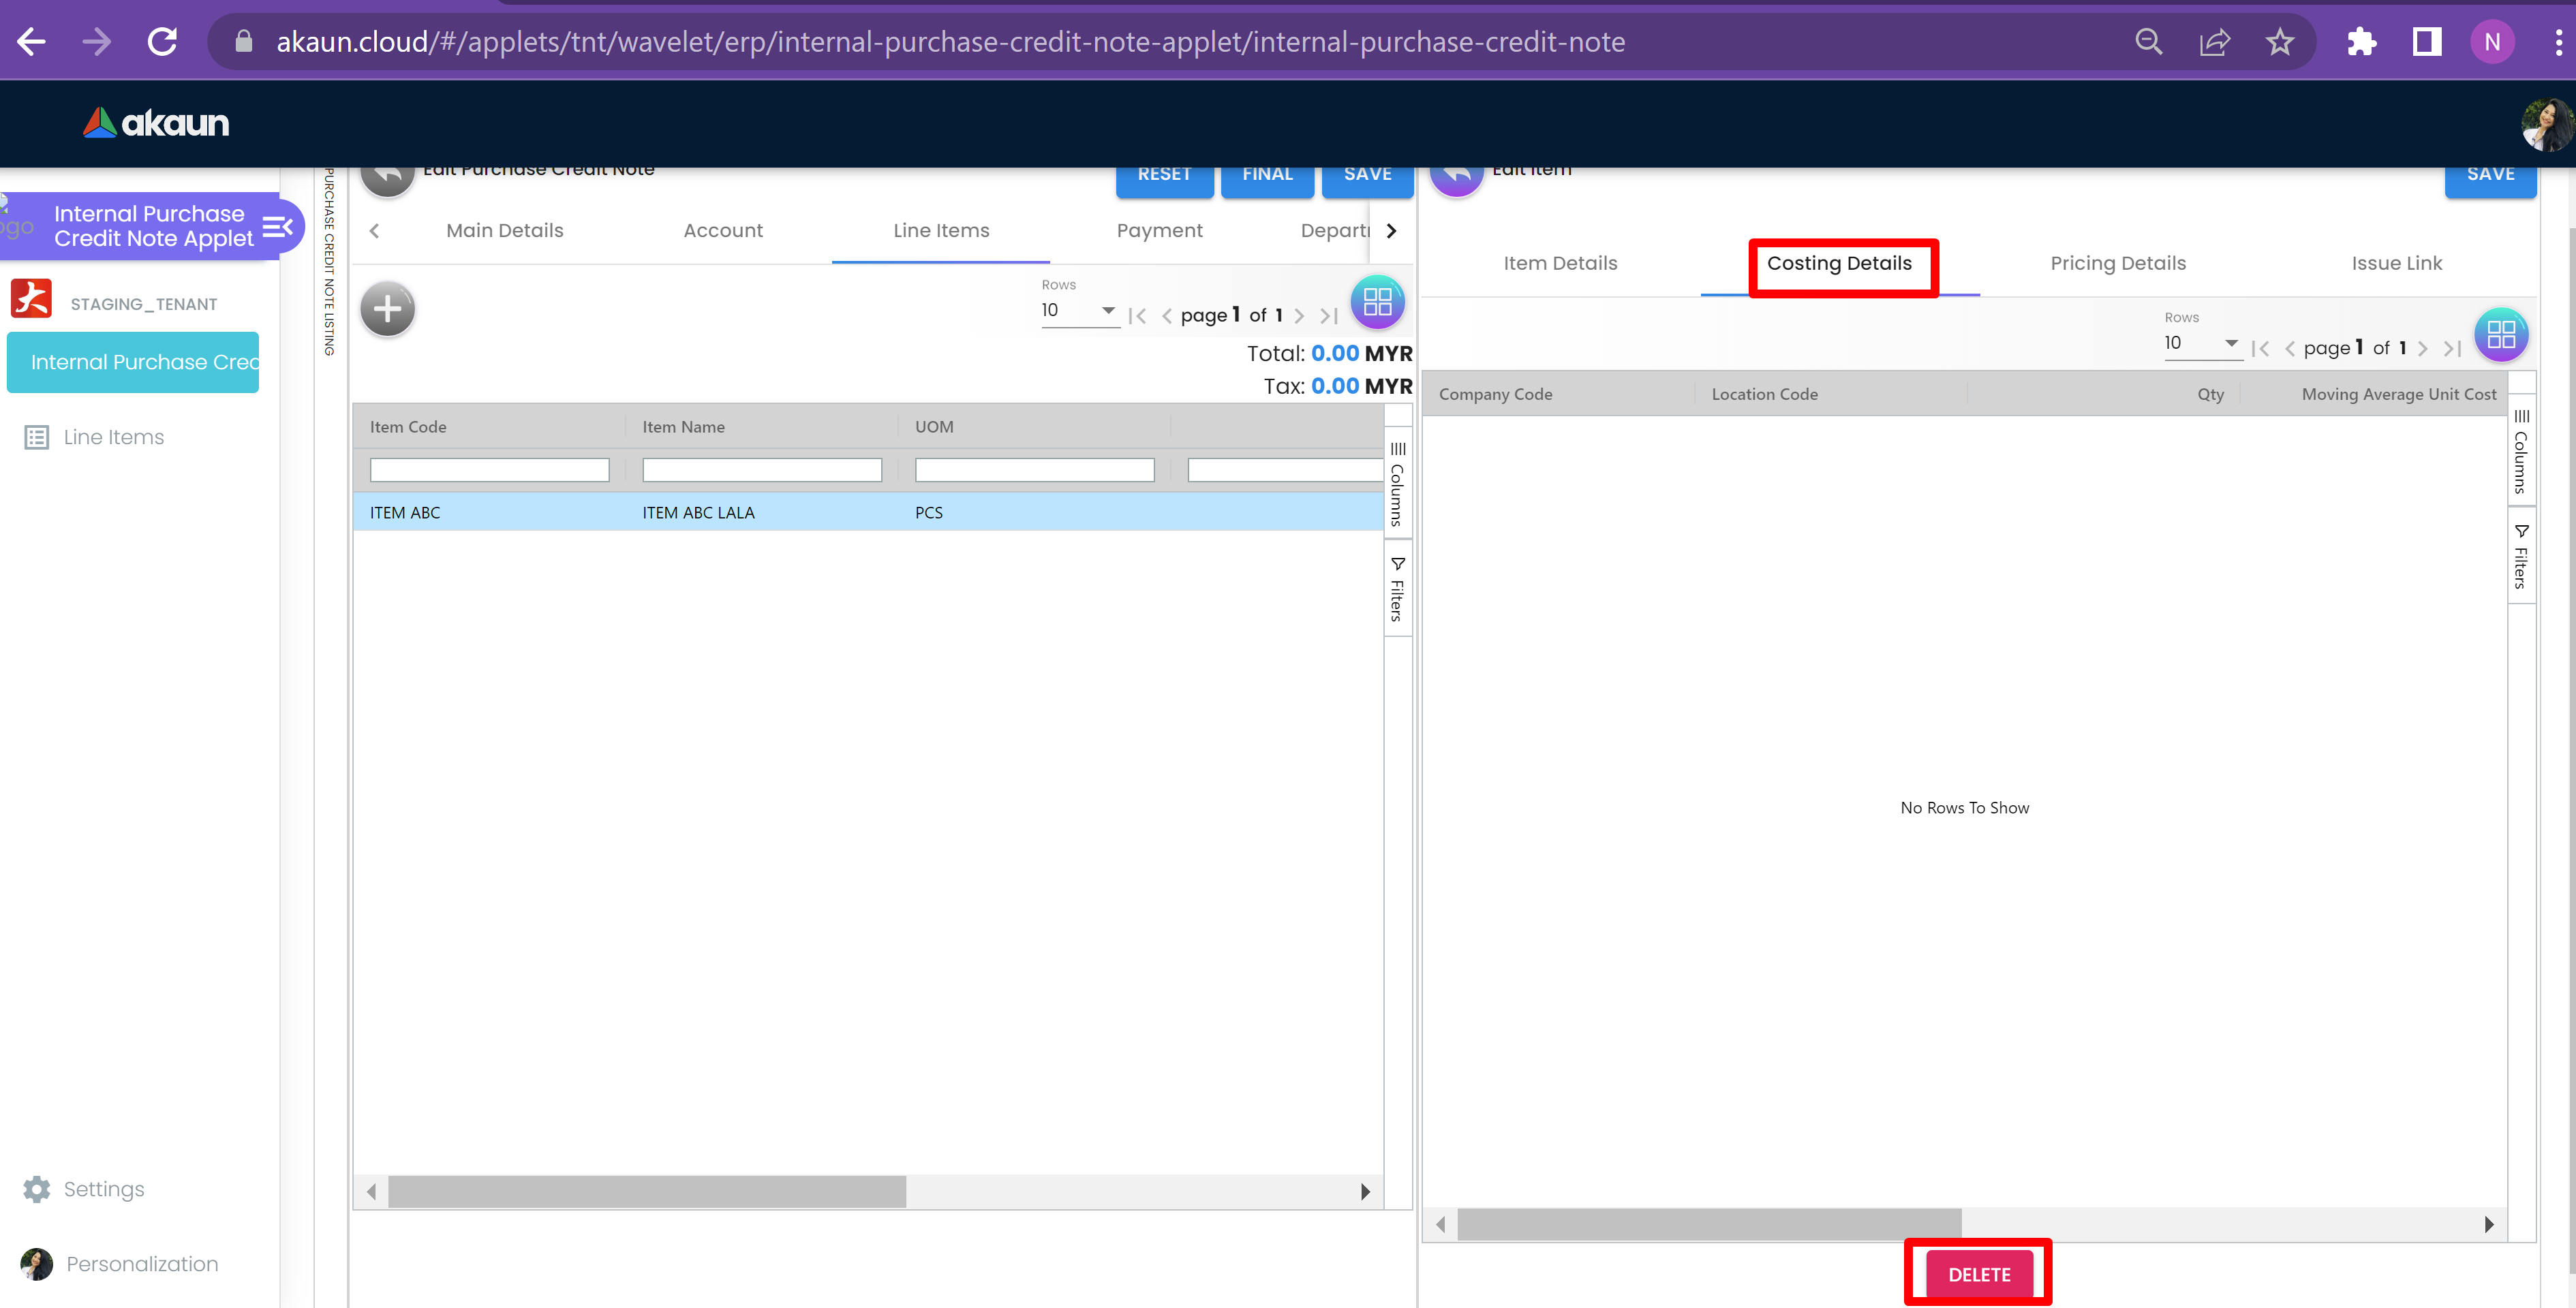 akaun.cloud/#/applets/tnt/wavelet/erp/internal-purchase-credit-note-applet/internal-purchase-credit-note
N
akaun
ogo
Internal Purchase
Credit Note Applet
STAGING_TENANT
Internal Purchase Cred
Line Items
Settings
Personalization
PURCHASE CREDIT NOTE LISTING
Edit Purchase Credit Note
RESET
FINAL
SAVE
Main Details
Account
Line Items
Payment
Departı
Rows
10
page 1 of 1
Total: 0.00 MYR
Tax: 0.00 MYR
Item Code
Item Name
UOM
ITEM ABC
ITEM ABC LALA
PCS
Columns
Filters
Edit Item
SAVE
Item Details
Costing Details
Pricing Details
Issue Link
Rows
10
page 1 of 1
Company Code
Location Code
Qty
Moving Average Unit Cost
No Rows To Show
Columns
Filters
DELETE